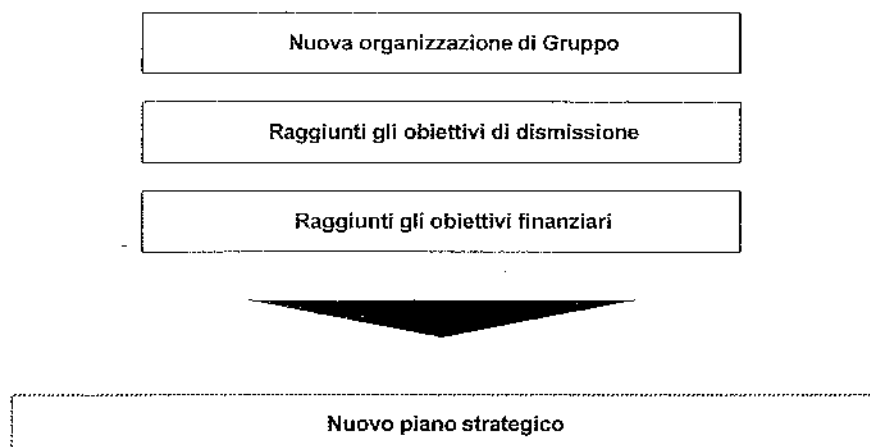 Nuova organizzazione di Gruppo
Raggiunti gli obiettivi di dismissione
Raggiunti gli obiettivi finanziari
Nuovo piano strategico